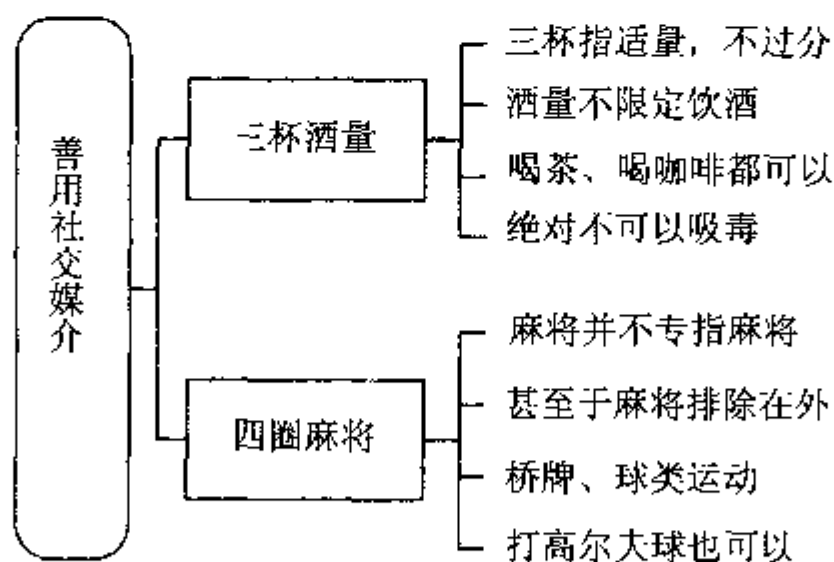 善用社交媒介
三杯酒量
三杯指适量，不过分
酒量不限定饮酒
喝茶、喝咖啡都可以
绝对不可以吸毒
四圈麻将
麻将并不专指麻将
甚至于麻将排除在外
桥牌、球类运动
打高尔夫球也可以